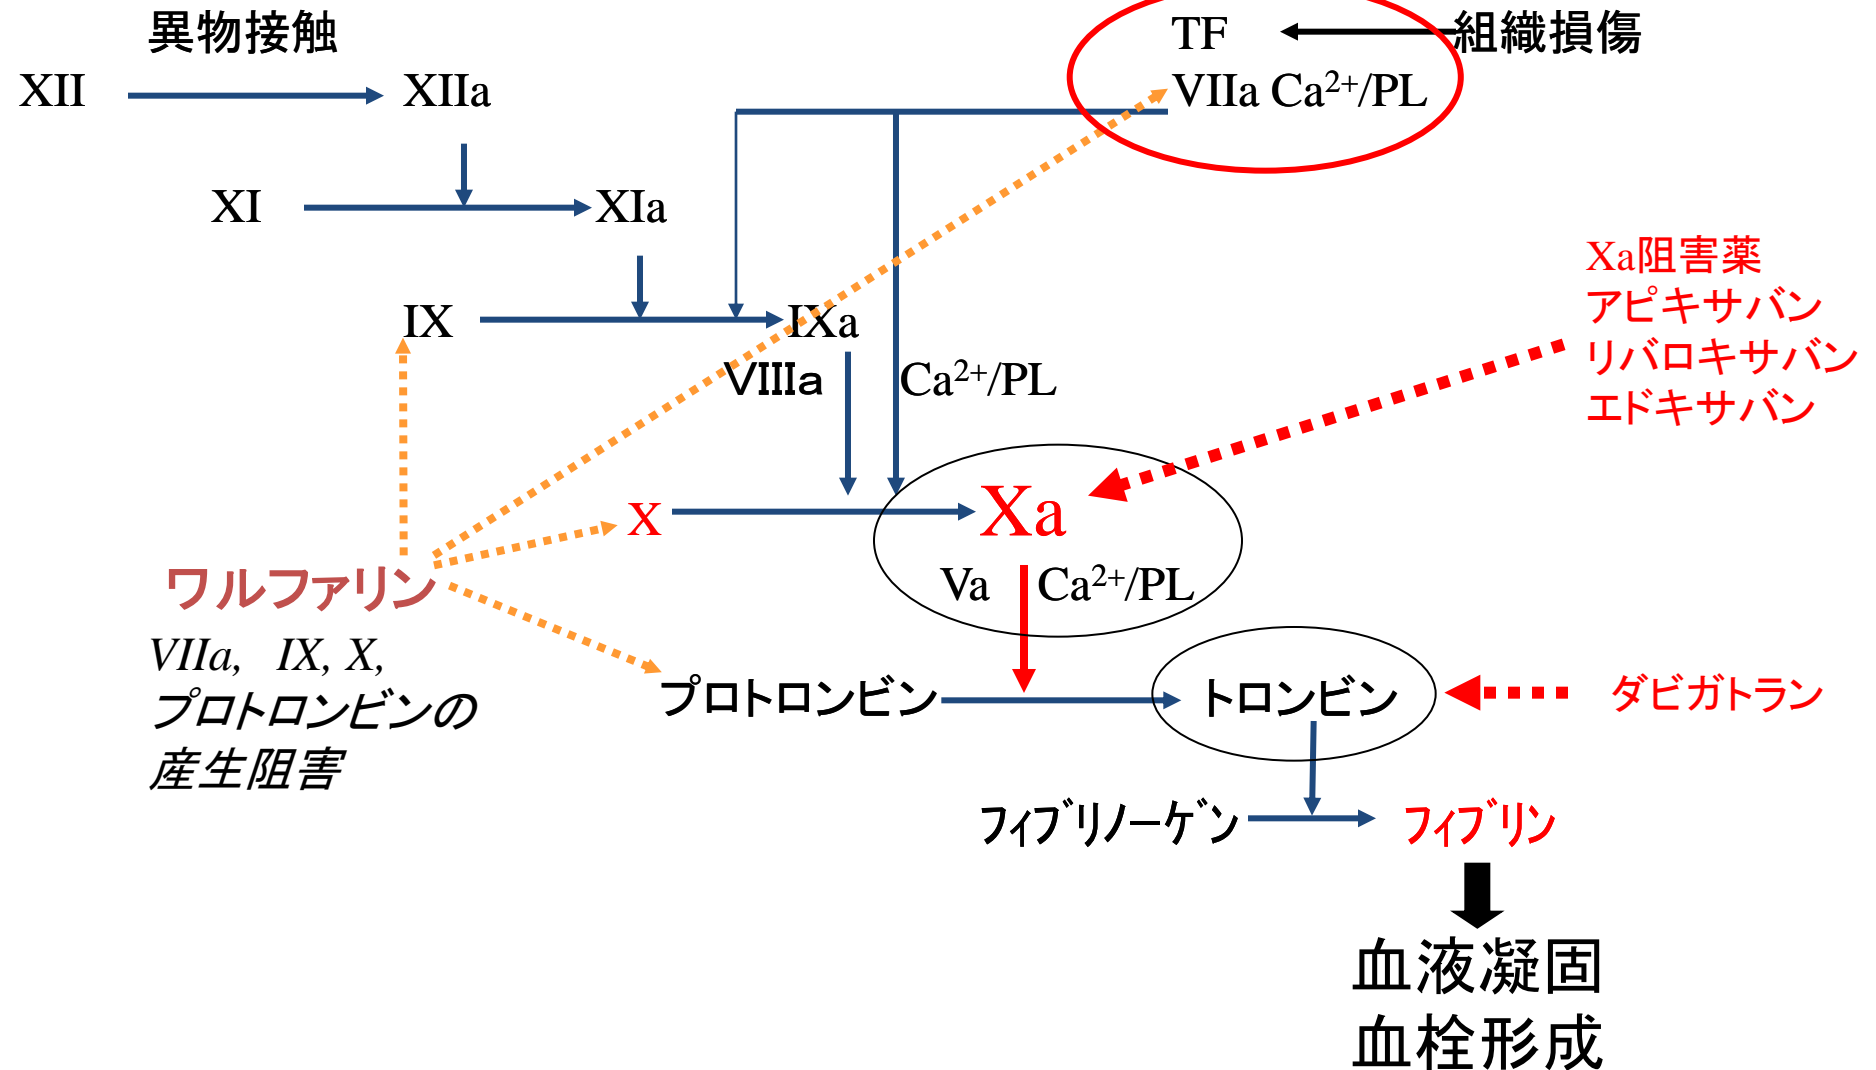 異物接触
TF
組織損傷
XII
XIIa
VIIa Ca²⁺/PL
XI
XIa
Xa阻害薬
アピキサバン
リバロキサバン
エドキサバン
IX
IXa
VIIIa
Ca²⁺/PL
X
Xa
Va
Ca²⁺/PL
ワルファリン
VIIa, IX, X,
プロトロンビンの
産生阻害
プロトロンビン
トロンビン
ダビガトラン
フィブリノーゲン
フィブリン
血液凝固
血栓形成